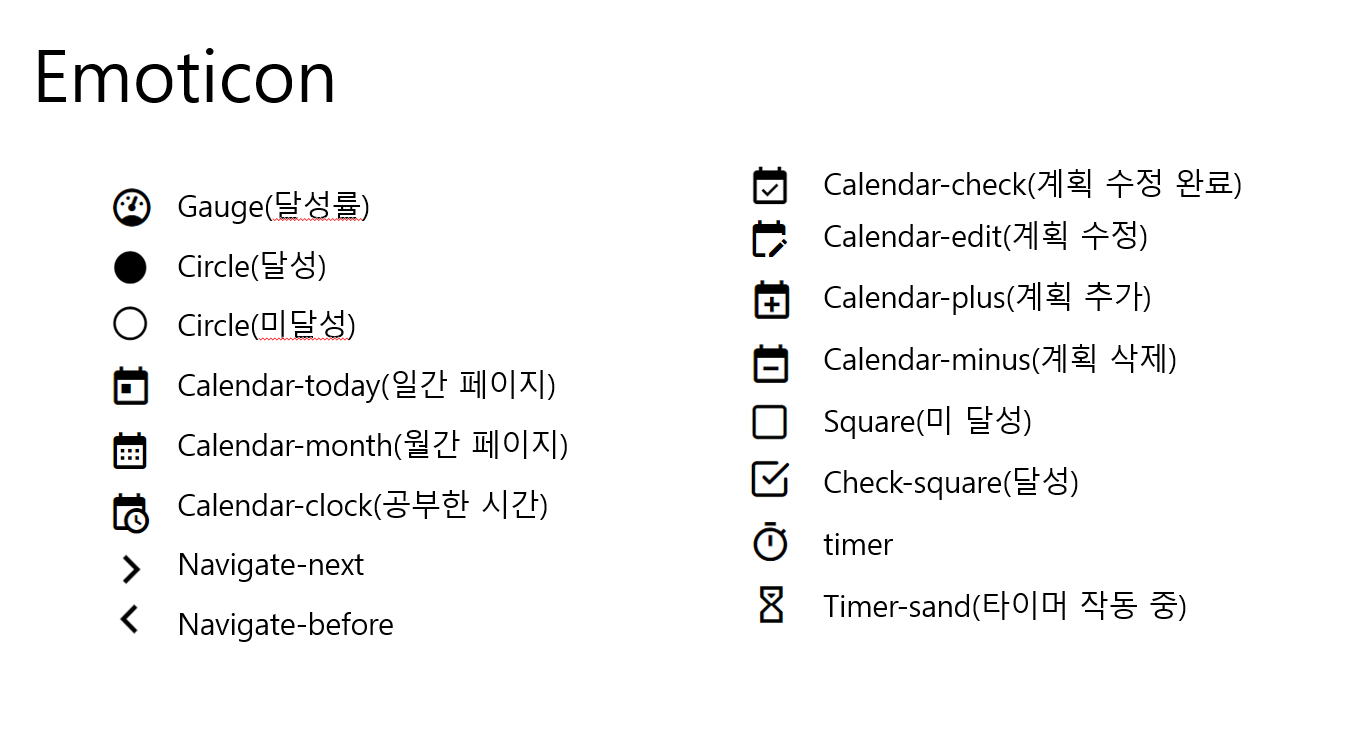 Emoticon
Gauge(달성률)
Circle(달성)
Circle(미달성)
Calendar-today(일간 페이지)
Calendar-month(월간 페이지)
Calendar-clock(공부한 시간)
Navigate-next
Navigate-before
Calendar-check(계획 수정 완료)
Calendar-edit(계획 수정)
Calendar-plus(계획 추가)
Calendar-minus(계획 삭제)
Square(미 달성)
Check-square(달성)
timer
Timer-sand(타이머 작동 중)